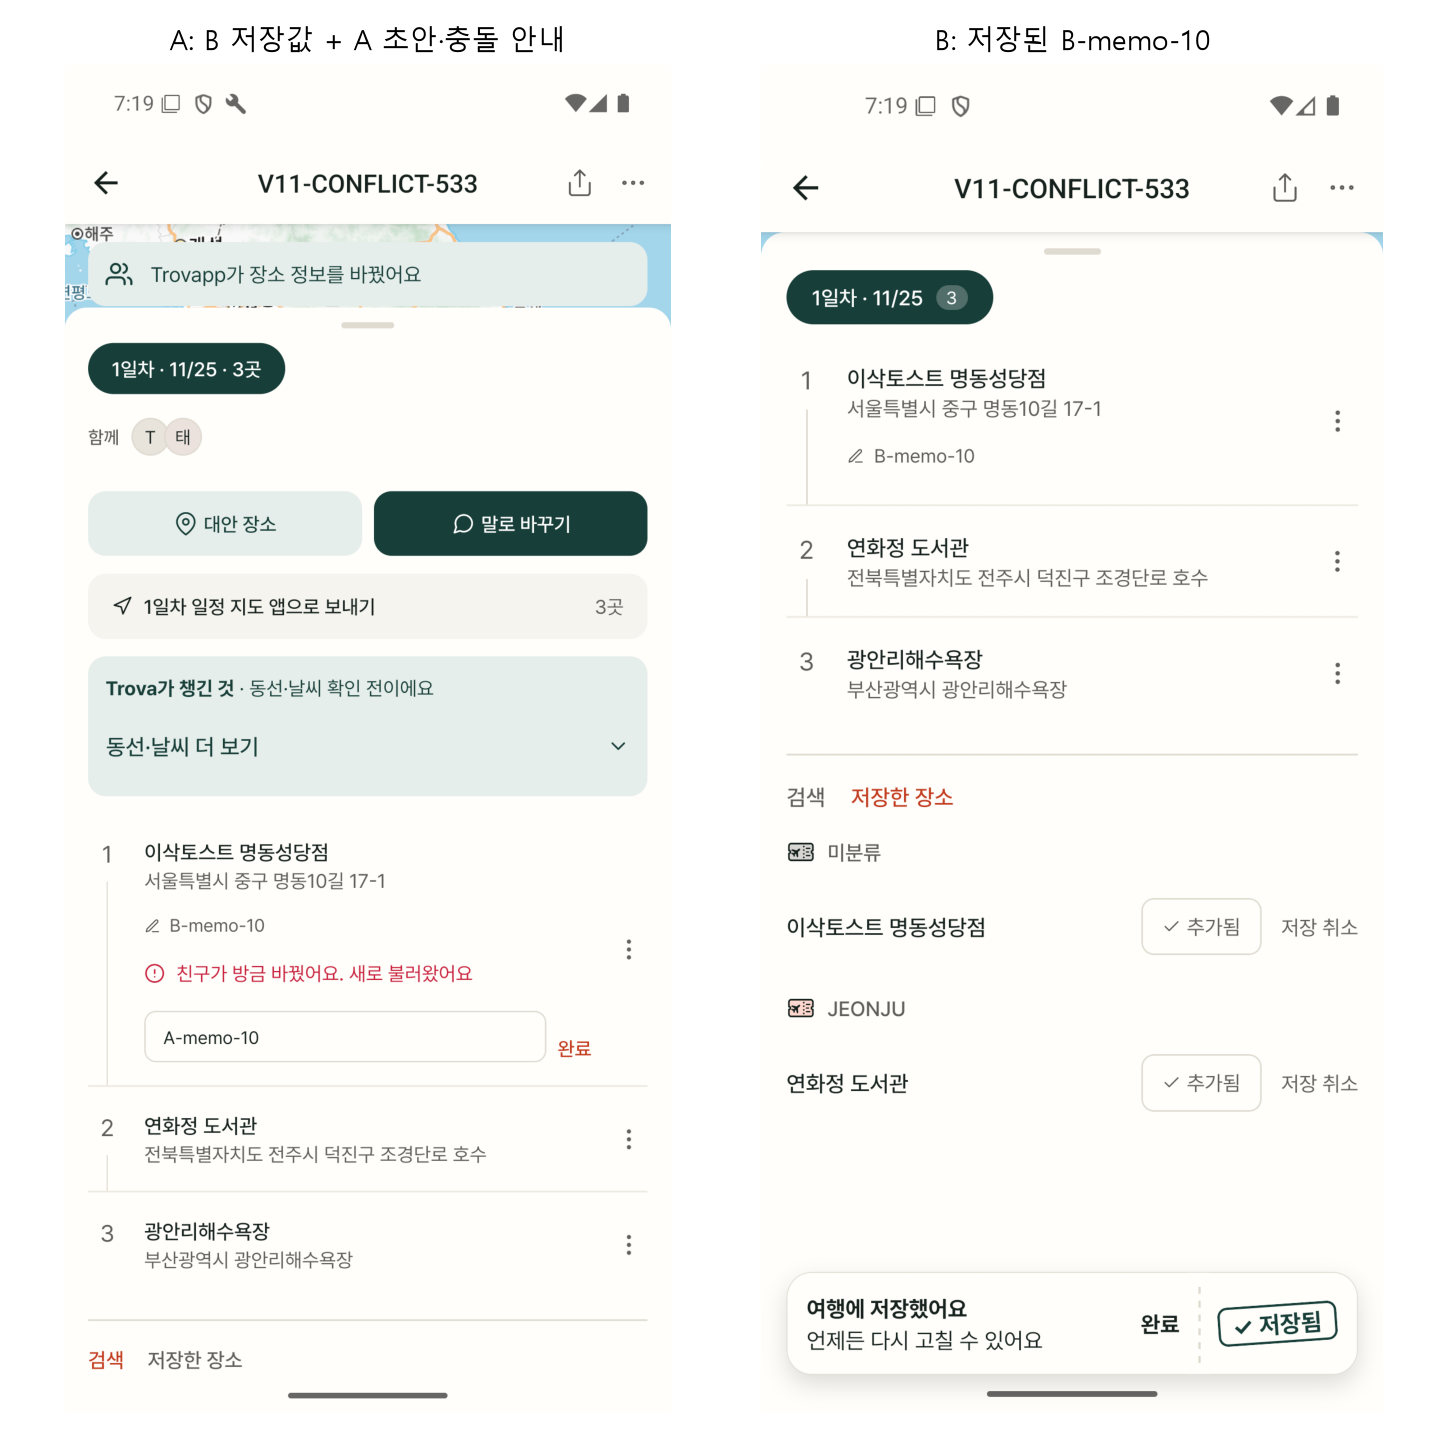 A: B 저장값 + A 초안·충돌 안내
7:19
V11-CONFLICT-533
해주
Trovapp가 장소 정보를 바꿨어요
1일차 · 11/25 · 3곳
함께 T 태
대안 장소
말로 바꾸기
1일차 일정 지도 앱으로 보내기 3곳
Trova가 챙긴 것 · 동선·날씨 확인 전이에요
동선·날씨 더 보기
1 이삭토스트 명동성당점
서울특별시 중구 명동10길 17-1
B-memo-10
친구가 방금 바꿨어요. 새로 불러왔어요
A-memo-10 완료
2 연화정 도서관
전북특별자치도 전주시 덕진구 조경단로 호수
3 광안리해수욕장
부산광역시 광안리해수욕장
검색 저장한 장소
B: 저장된 B-memo-10
7:19
V11-CONFLICT-533
1일차 · 11/25 3
1 이삭토스트 명동성당점
서울특별시 중구 명동10길 17-1
B-memo-10
2 연화정 도서관
전북특별자치도 전주시 덕진구 조경단로 호수
3 광안리해수욕장
부산광역시 광안리해수욕장
검색 저장한 장소
미분류
이삭토스트 명동성당점 추가됨 저장 취소
JEONJU
연화정 도서관 추가됨 저장 취소
여행에 저장했어요
언제든 다시 고칠 수 있어요
완료
저장됨